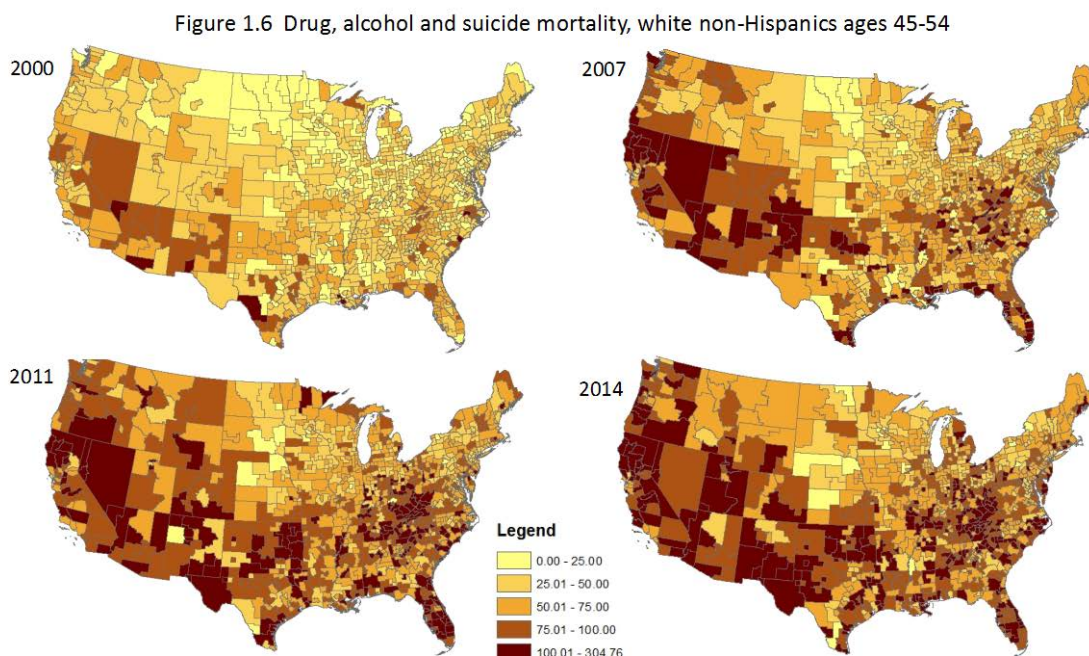 Figure 1.6 Drug, alcohol and suicide mortality, white non-Hispanics ages 45-54
2000
2007
2011
2014
Legend
0.00 - 25.00
25.01 - 50.00
50.01 - 75.00
75.01 - 100.00
100.01 - 304.76